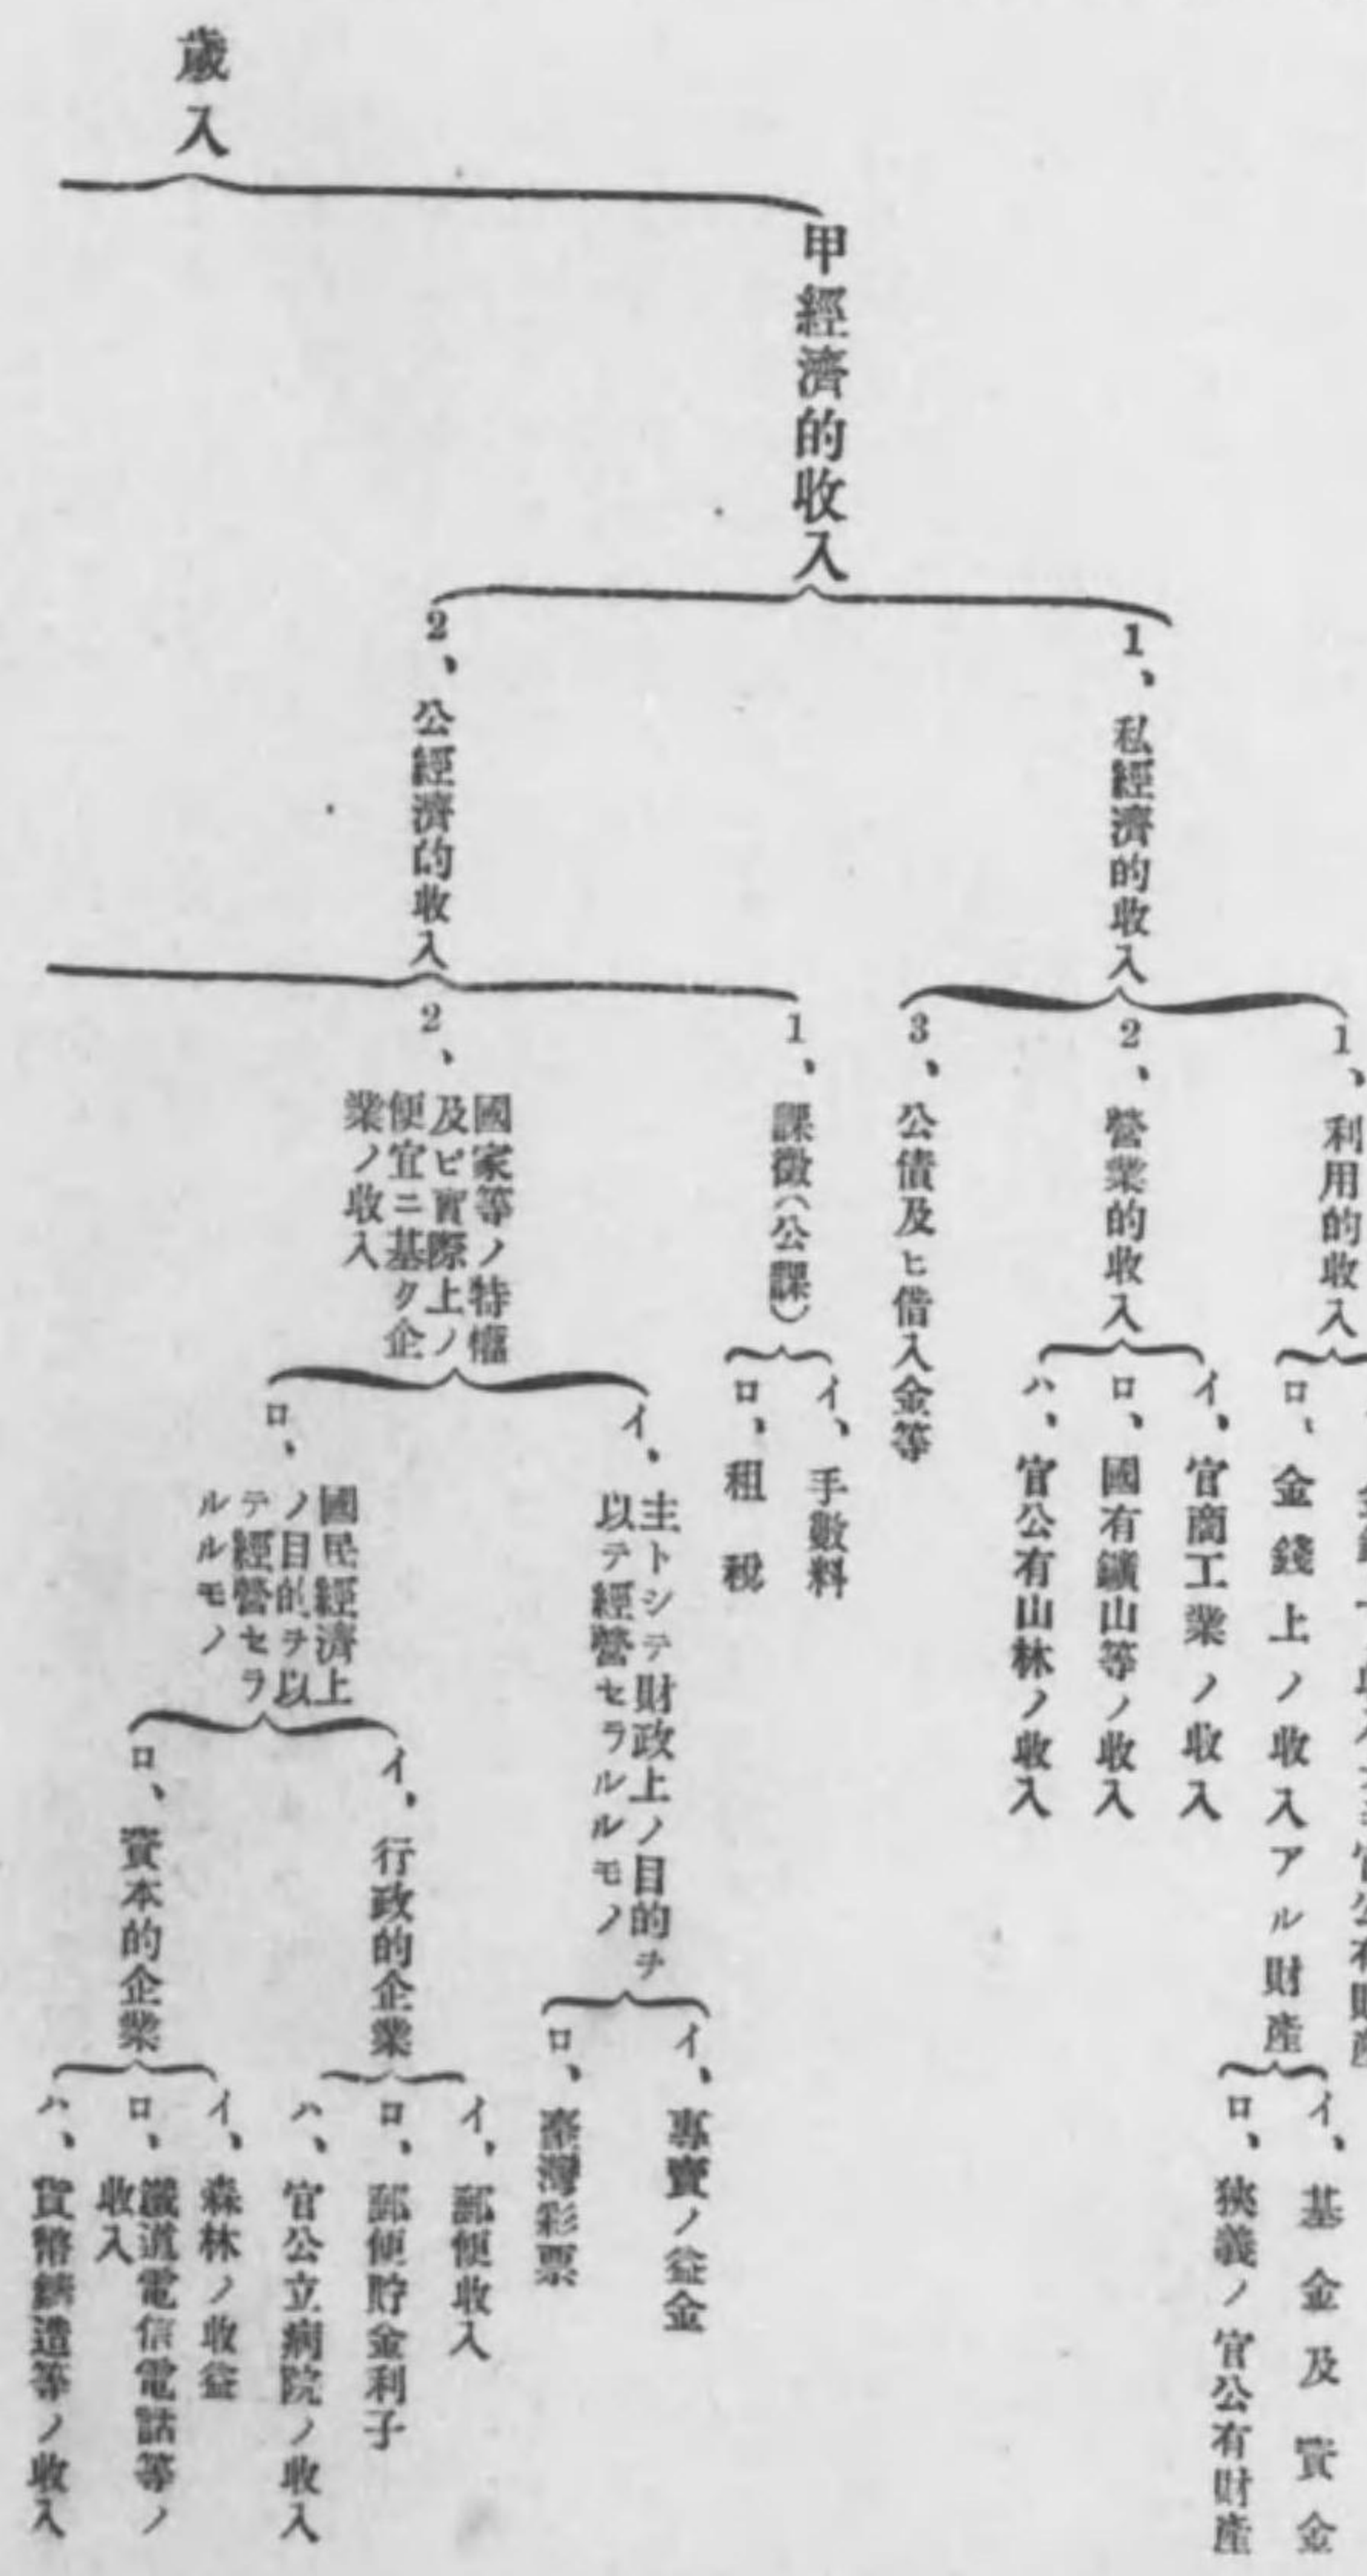 歳入
甲經濟的收入
1、私經濟的收入
1、利用的收入
ロ、金錢上ノ收入アル財產
イ、基金及資金
ロ、狹義ノ官公有財產
2、營業的收入
イ、官商工業ノ收入
ロ、國有鑛山等ノ收入
ハ、官公有山林ノ收入
3、公債及ヒ借入金等
2、公經濟的收入
1、課徵(公課)
イ、手數料
ロ、租稅
2、國家等ノ特權
及ビ實際上ノ
便宜ニ基ク企
業ノ收入
イ、主トシテ財政上ノ目的ヲ
以テ經營セラルルモノ
イ、專賣ノ益金
ロ、臺灣彩票
ロ、國民經濟上
ノ目的ヲ以
テ經營セラ
ルルモノ
イ、行政的企業
イ、郵便收入
ロ、郵便貯金利子
ハ、官公立病院ノ收入
ロ、資本的企業
イ、森林ノ收益
ロ、鐵道電信電話等ノ
收入
ハ、貨幣鑄造等ノ收入